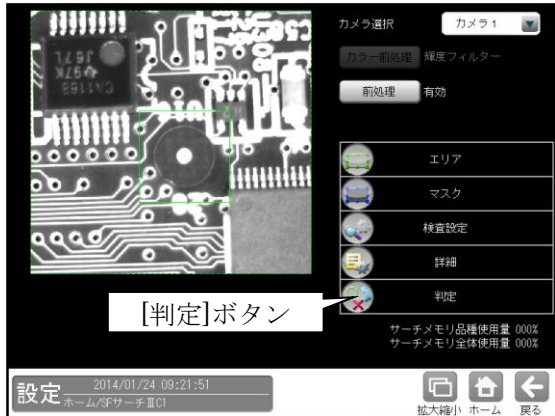 カメラ選択
カメラ1
カラー前処理
輝度フィルター
前処理
有効
エリア
マスク
検査設定
詳細
判定
[判定]ボタン
サーチメモリ品種使用量 000%
サーチメモリ全体使用量 000%
設定
2014/01/24 09:21:51
ホーム/SFサーチⅢC1
拡大縮小
ホーム
戻る